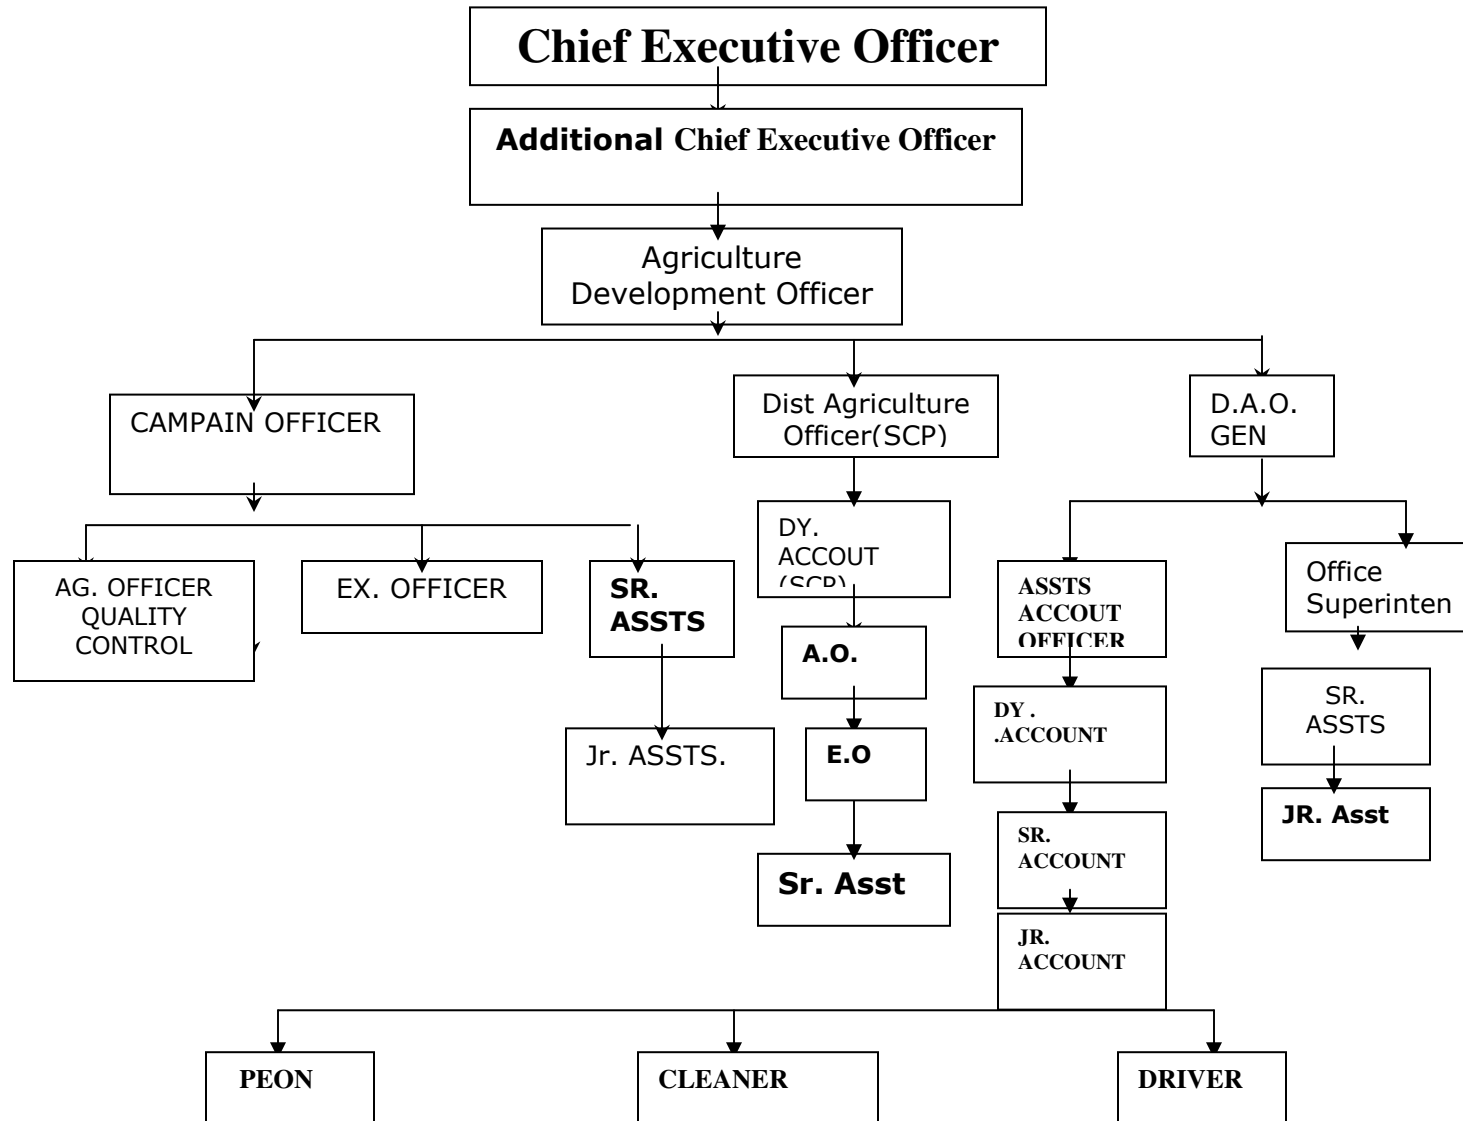 Chief Executive Officer
Additional Chief Executive Officer
Agriculture
Development Officer
CAMPAIN OFFICER
Dist Agriculture
Officer(SCP)
D.A.O.
GEN
DY.
ACCOUT
(SCP)
AG. OFFICER
QUALITY
CONTROL
EX. OFFICER
SR.
ASSTS
ASSTS
ACCOUT
OFFICER
Office
Superinten
A.O.
SR.
ASSTS
DY .
.ACCOUNT
Jr. ASSTS.
E.O
JR. Asst
SR.
ACCOUNT
Sr. Asst
JR.
ACCOUNT
PEON
CLEANER
DRIVER